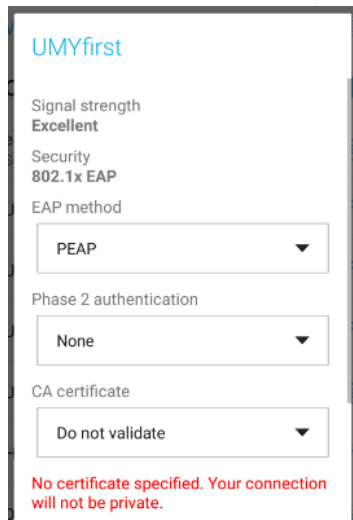 UMYfirst
Signal strength
Excellent
Security
802.1x EAP
EAP method
PEAP
Phase 2 authentication
None
CA certificate
Do not validate
No certificate specified. Your connection
will not be private.